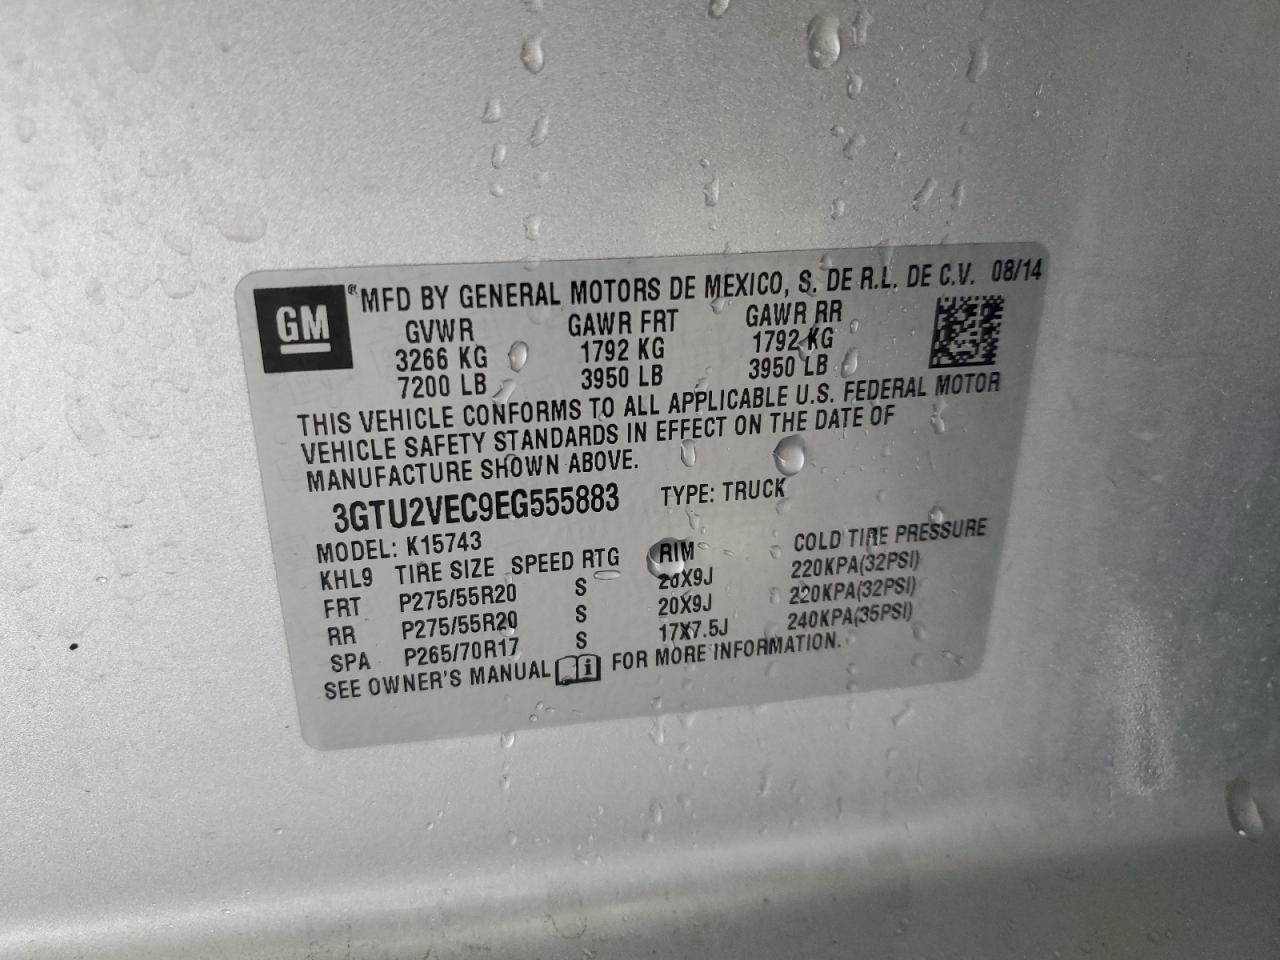 GM ® MFD BY GENERAL MOTORS DE MEXICO, S. DE R.L. DE C.V. 08/14
GVWR GAWR FRT GAWR RR
3266 KG 1792 KG 1792 KG
7200 LB 3950 LB 3950 LB
THIS VEHICLE CONFORMS TO ALL APPLICABLE U.S. FEDERAL MOTOR
VEHICLE SAFETY STANDARDS IN EFFECT ON THE DATE OF
MANUFACTURE SHOWN ABOVE.
3GTU2VEC9EG555883 TYPE: TRUCK
MODEL: K15743
KHL9 TIRE SIZE SPEED RTG RIM COLD TIRE PRESSURE
FRT P275/55R20 S 20X9J 220KPA(32PSI)
RR P275/55R20 S 20X9J 220KPA(32PSI)
SPA P265/70R17 S 17X7.5J 240KPA(35PSI)
SEE OWNER'S MANUAL i FOR MORE INFORMATION.